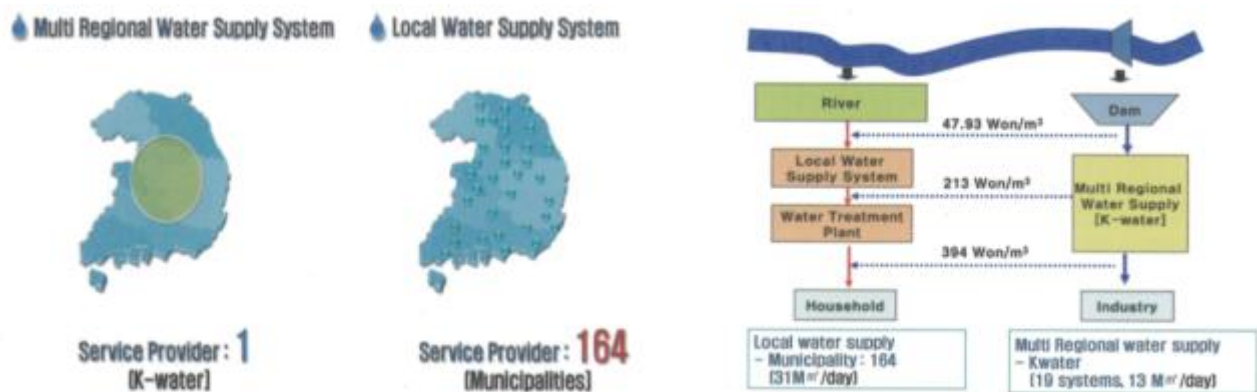 Multi Regional Water Supply System
Local Water Supply System
Service Provider : 1
[K-water]
Service Provider : 164
[Municipalities]
River
Dam
47.93 Won/m³
Local Water
Supply System
213 Won/m³
Multi Regional
Water Supply
[K-water]
Water Treatment
Plant
394 Won/m³
Household
Industry
Local water supply
- Municipality : 164
[31M㎥/day]
Multi Regional water supply
- Kwater
[19 systems, 13 M㎥/day]